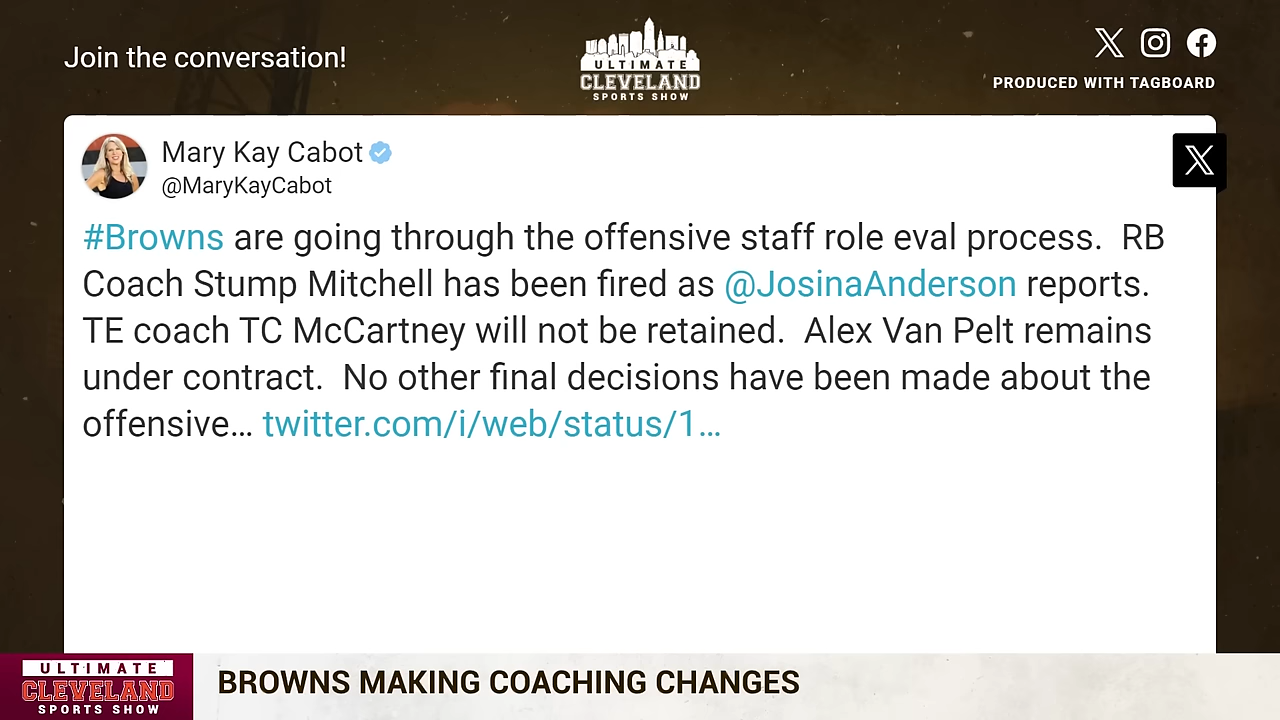 Join the conversation!
ULTIMATE
CLEVELAND
SPORTS SHOW
PRODUCED WITH TAGBOARD
Mary Kay Cabot
@MaryKayCabot
#Browns are going through the offensive staff role eval process.  RB
Coach Stump Mitchell has been fired as @JosinaAnderson reports.
TE coach TC McCartney will not be retained.  Alex Van Pelt remains
under contract.  No other final decisions have been made about the
offensive… twitter.com/i/web/status/1…
ULTIMATE
CLEVELAND
SPORTS SHOW
BROWNS MAKING COACHING CHANGES